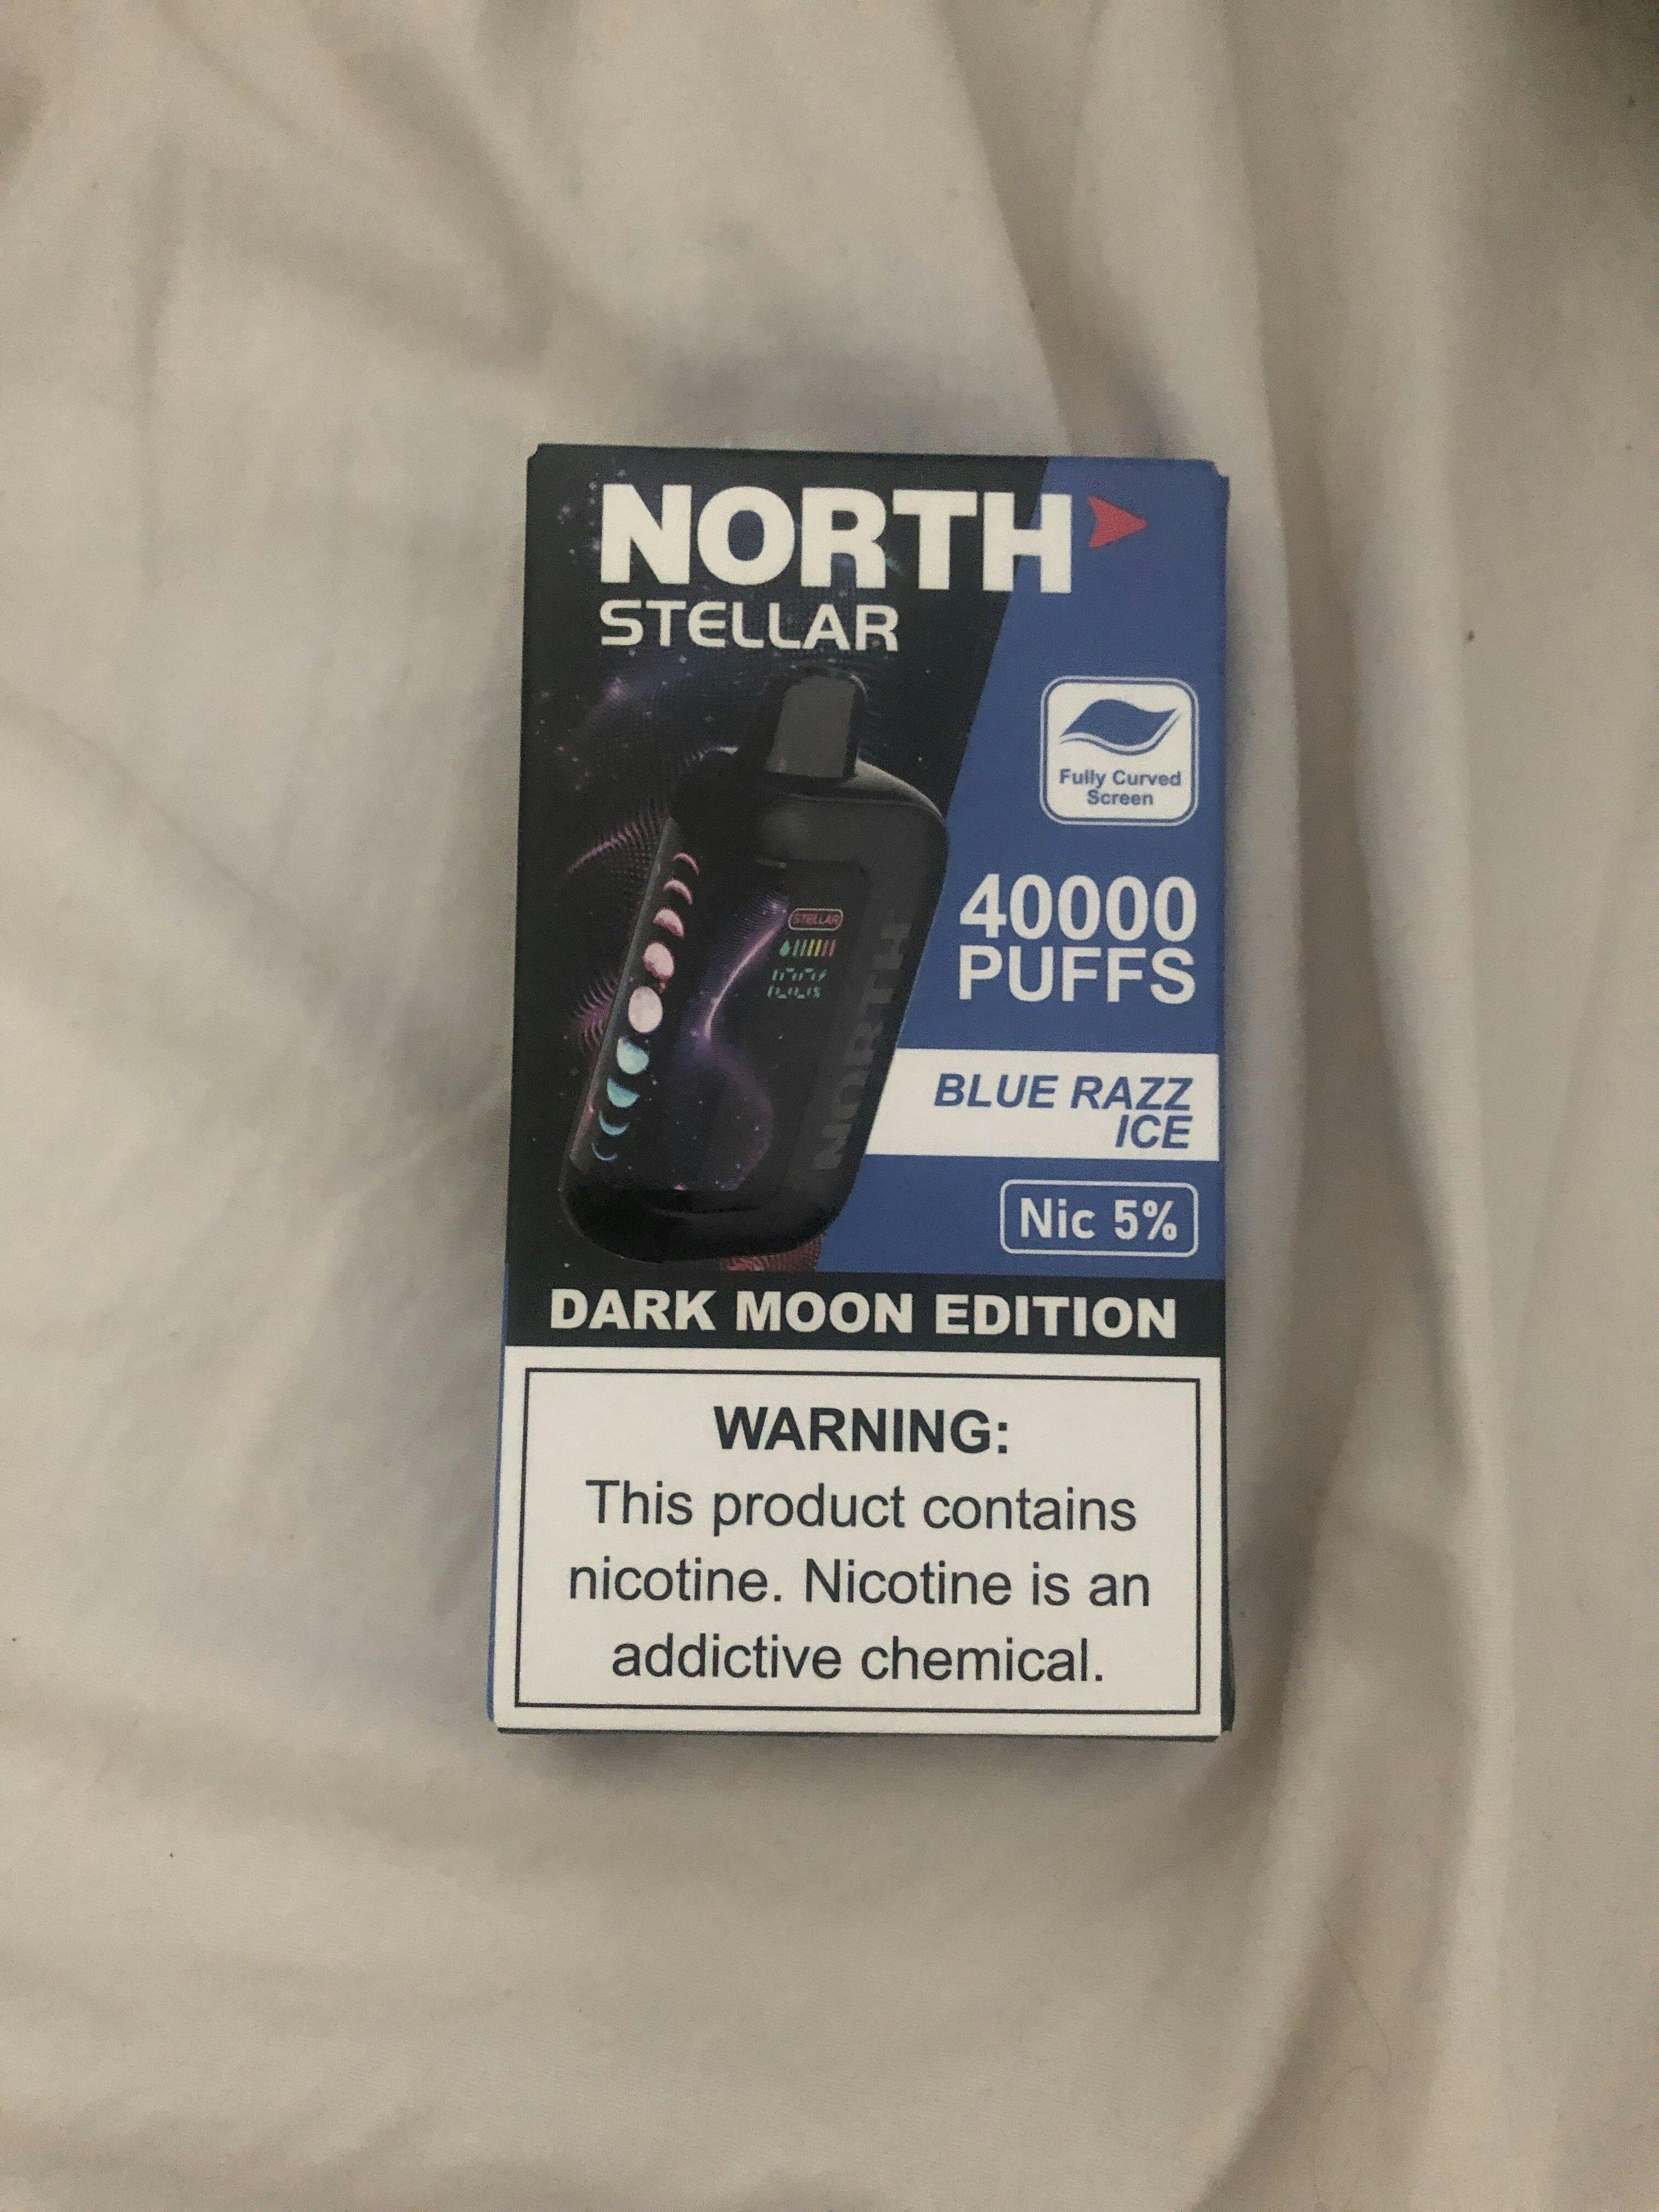 NORTH
STELLAR
Fully Curved
Screen
STELLAR
NORTH
40000
PUFFS
BLUE RAZZ
ICE
Nic 5%
DARK MOON EDITION
WARNING:
This product contains
nicotine. Nicotine is an
addictive chemical.